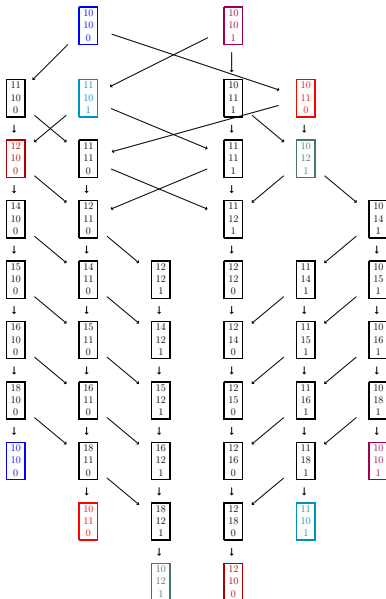 10 10
10 10
0 1
11 11 10 10
10 10 11 11
0 1 1 0
12 11 11 10
10 11 11 12
0 0 1 1
14 12 11 10
10 11 12 14
0 0 1 1
15 14 12 12 11 10
10 11 12 12 14 15
0 0 1 0 1 1
16 15 14 12 11 10
10 11 12 14 15 16
0 0 1 0 1 1
18 16 15 12 11 10
10 11 12 15 16 18
0 0 1 0 1 1
10 18 16 12 11 10
10 11 12 16 18 10
0 0 1 0 1 1
10 18 12 11
11 12 18 10
0 1 0 1
10 12
12 10
1 0